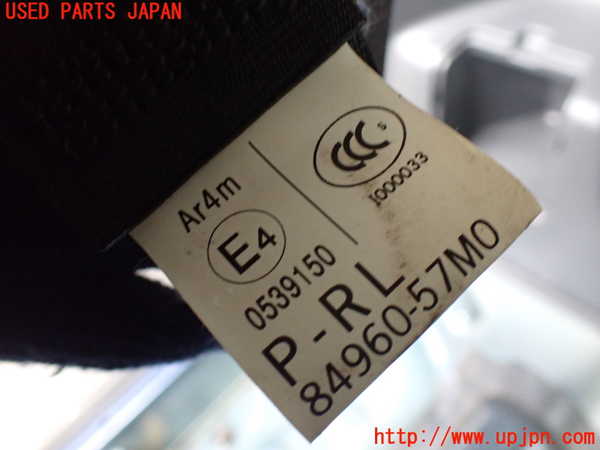 USED PARTS JAPAN
Ar4m
E4
0539150
CCC S
I000033
P-RL
84960-57M0
http://www.upjpn.com